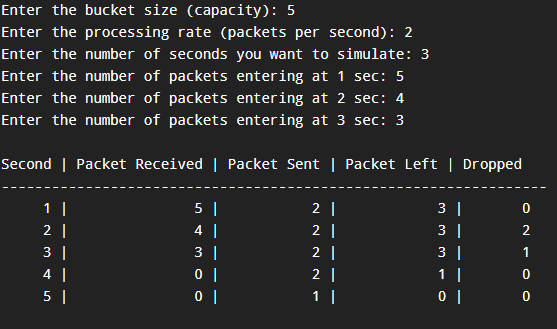 Enter the bucket size (capacity): 5
Enter the processing rate (packets per second): 2
Enter the number of seconds you want to simulate: 3
Enter the number of packets entering at 1 sec: 5
Enter the number of packets entering at 2 sec: 4
Enter the number of packets entering at 3 sec: 3

Second | Packet Received | Packet Sent | Packet Left | Dropped
-----------------------------------------------------------------
     1 |               5 |           2 |           3 |       0
     2 |               4 |           2 |           3 |       2
     3 |               3 |           2 |           3 |       1
     4 |               0 |           2 |           1 |       0
     5 |               0 |           1 |           0 |       0